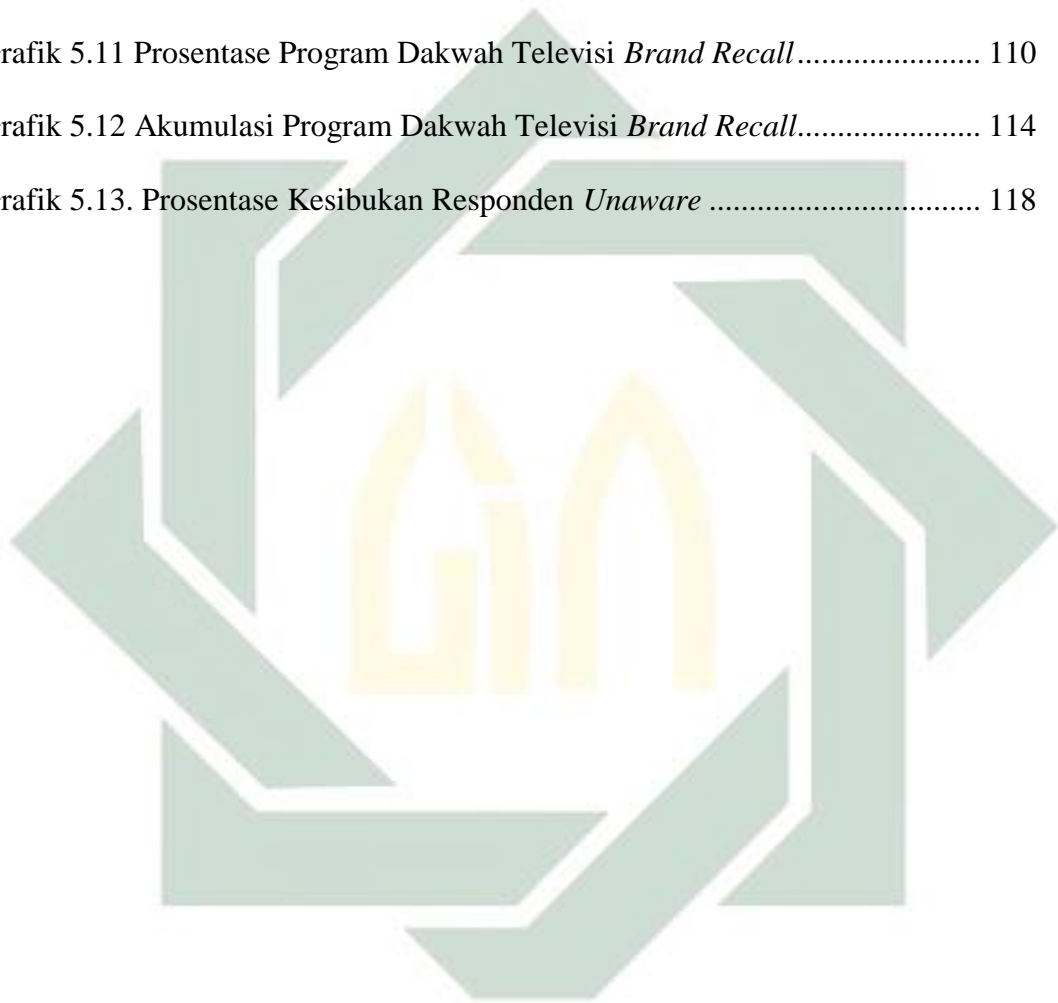 rafik 5.11 Prosentase Program Dakwah Televisi Brand Recall ....................... 110
rafik 5.12 Akumulasi Program Dakwah Televisi Brand Recall ....................... 114
rafik 5.13. Prosentase Kesibukan Responden Unaware .................................. 118